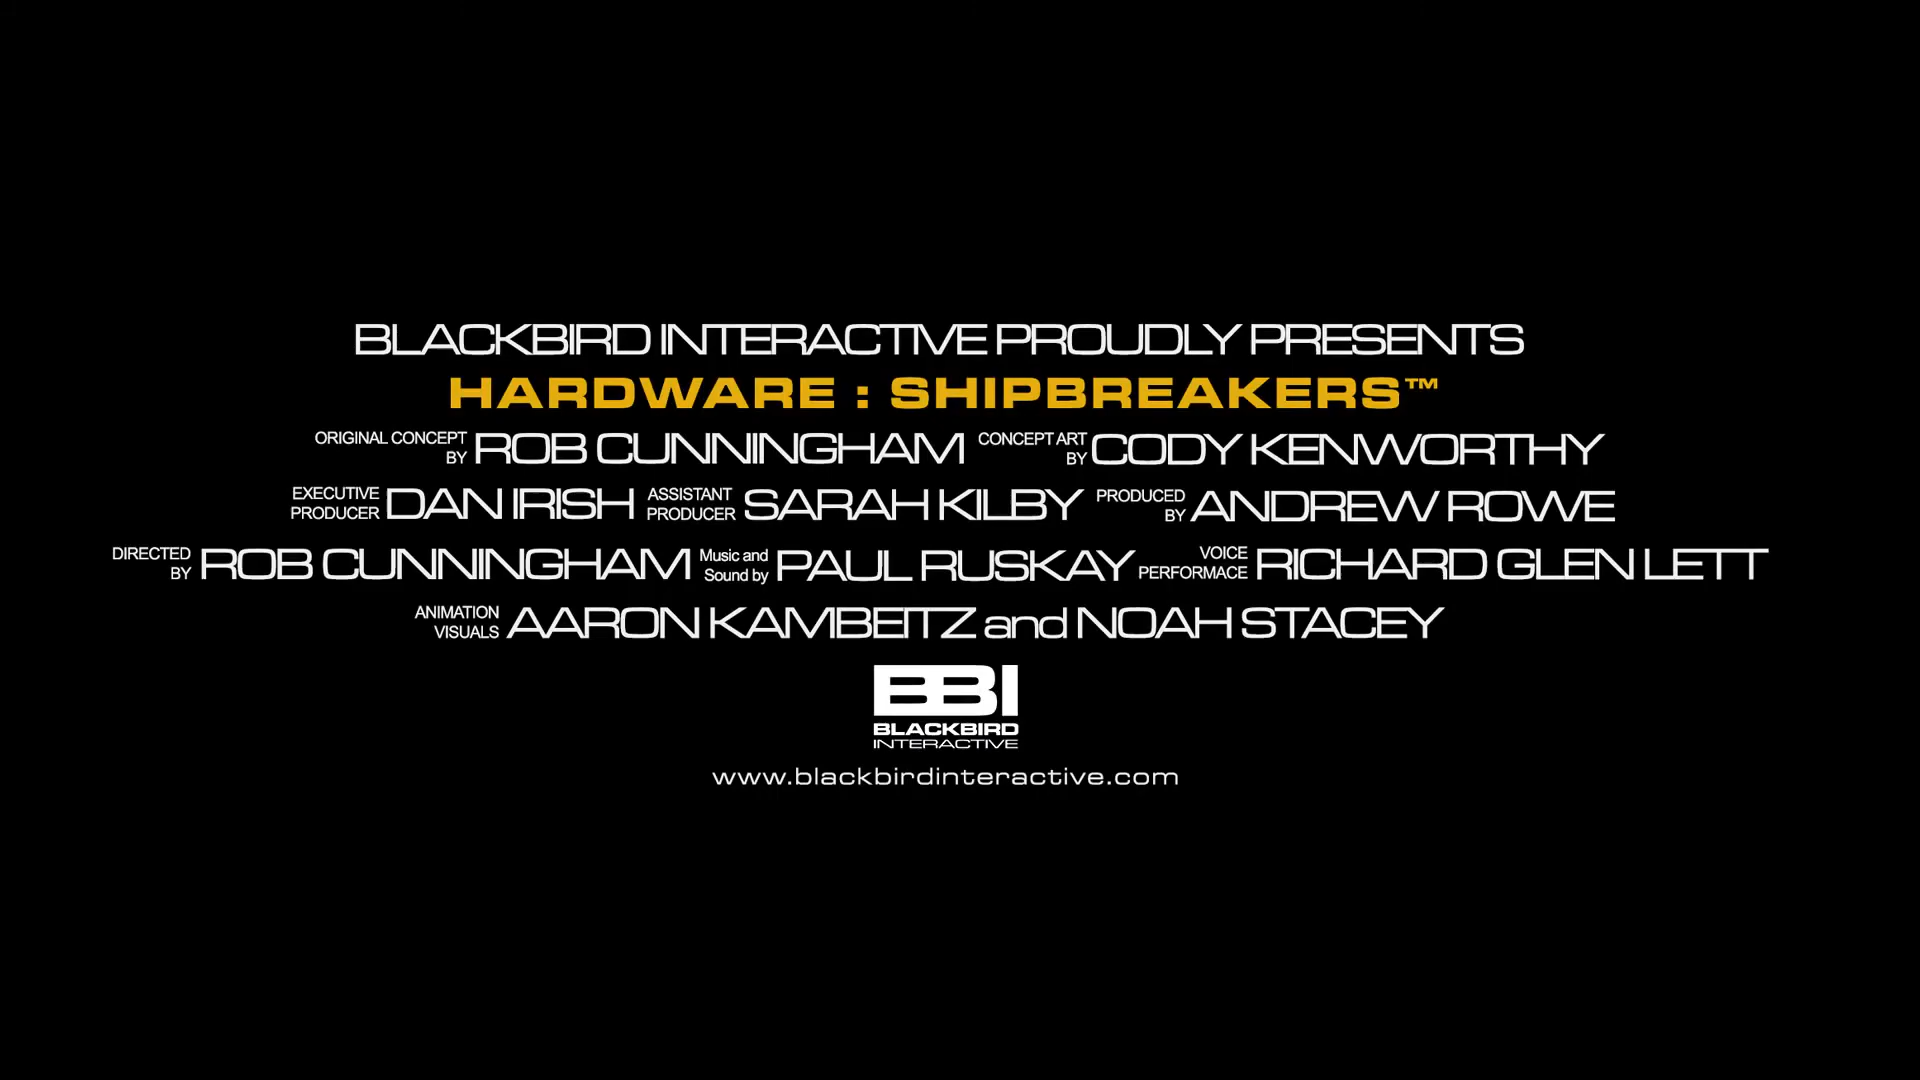 BLACKBIRD INTERACTIVE PROUDLY PRESENTS
HARDWARE : SHIPBREAKERS™
ORIGINAL CONCEPT BY ROB CUNNINGHAM CONCEPT ART BY CODY KENWORTHY
EXECUTIVE PRODUCER DAN IRISH ASSISTANT PRODUCER SARAH KILBY PRODUCED BY ANDREW ROWE
DIRECTED BY ROB CUNNINGHAM Music and Sound by PAUL RUSKAY VOICE PERFORMACE RICHARD GLEN LETT
ANIMATION VISUALS AARON KAMBEITZ and NOAH STACEY
BBI
BLACKBIRD
INTERACTIVE
www.blackbirdinteractive.com